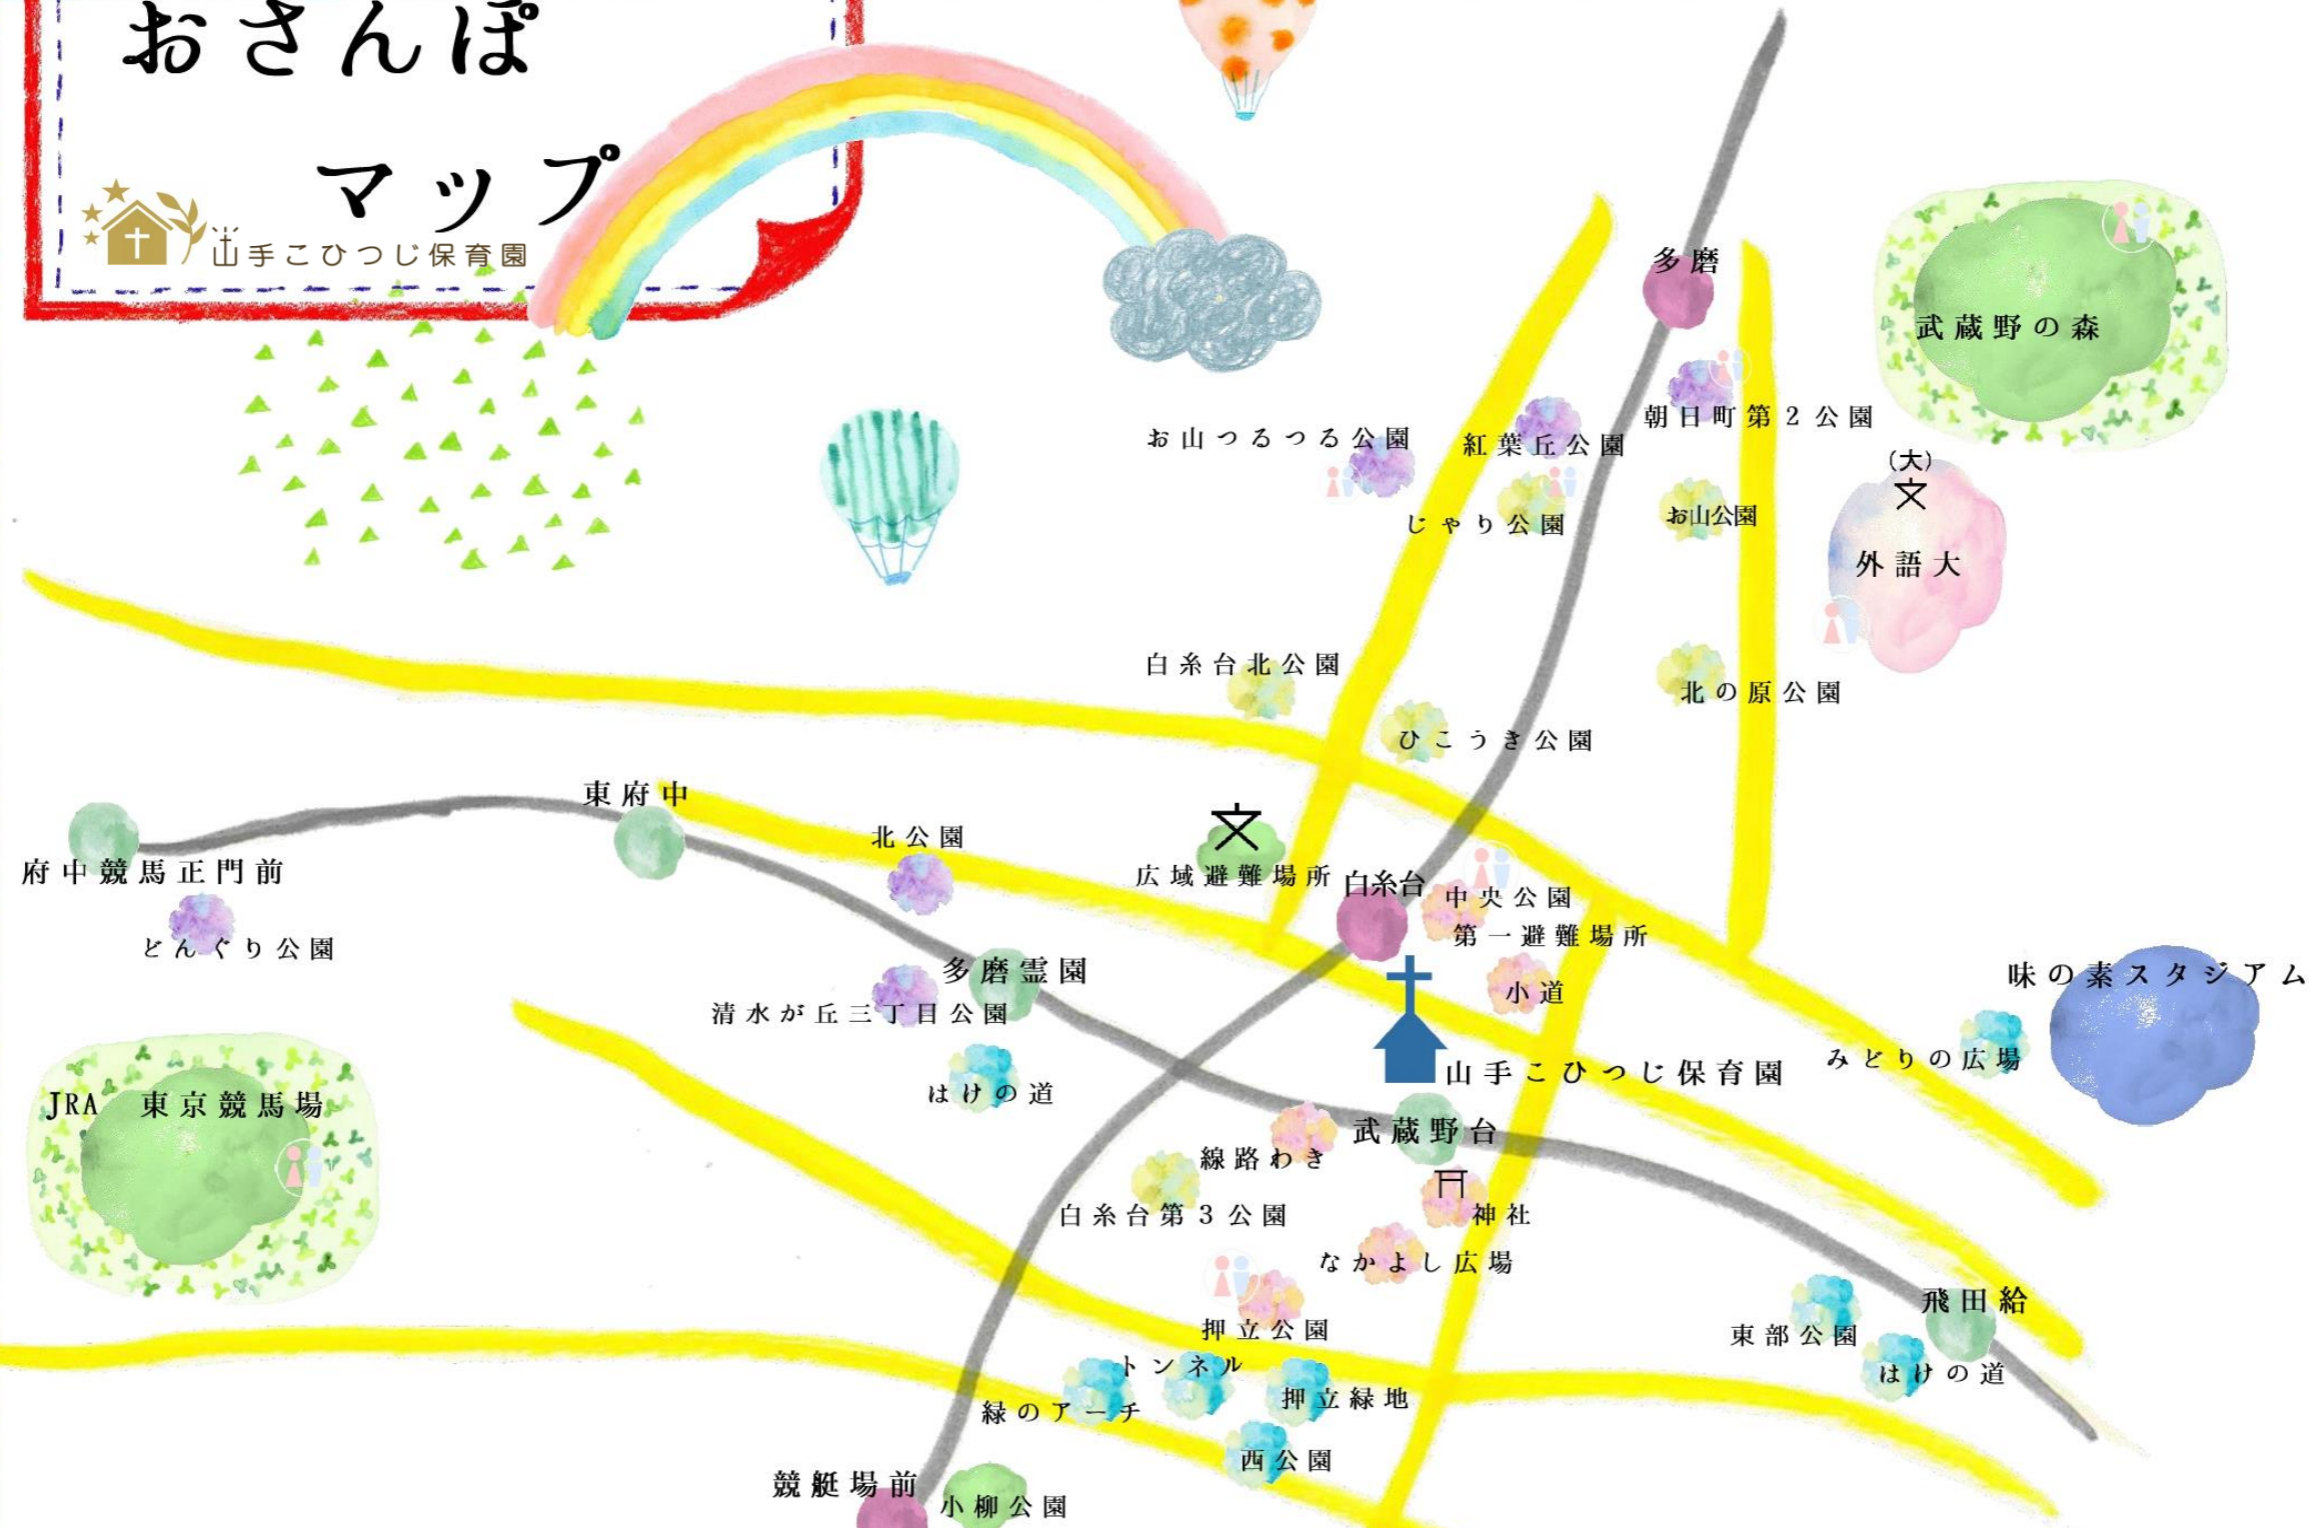 おさんぽ
マップ
山手こひつじ保育園
多磨
武蔵野の森
朝日町第2公園
お山つるつる公園
紅葉丘公園
(大)
文
じゃり公園
お山公園
外語大
白糸台北公園
北の原公園
ひこうき公園
東府中
文
北公園
府中競馬正門前
広域避難場所
白糸台
中央公園
第一避難場所
どんぐり公園
多磨霊園
味の素スタジアム
小道
清水が丘三丁目公園
みどりの広場
山手こひつじ保育園
はけの道
JRA 東京競馬場
武蔵野台
線路わき
白糸台第3公園
神社
なかよし広場
飛田給
押立公園
東部公園
トンネル
はけの道
押立緑地
緑のアーチ
西公園
競艇場前
小柳公園